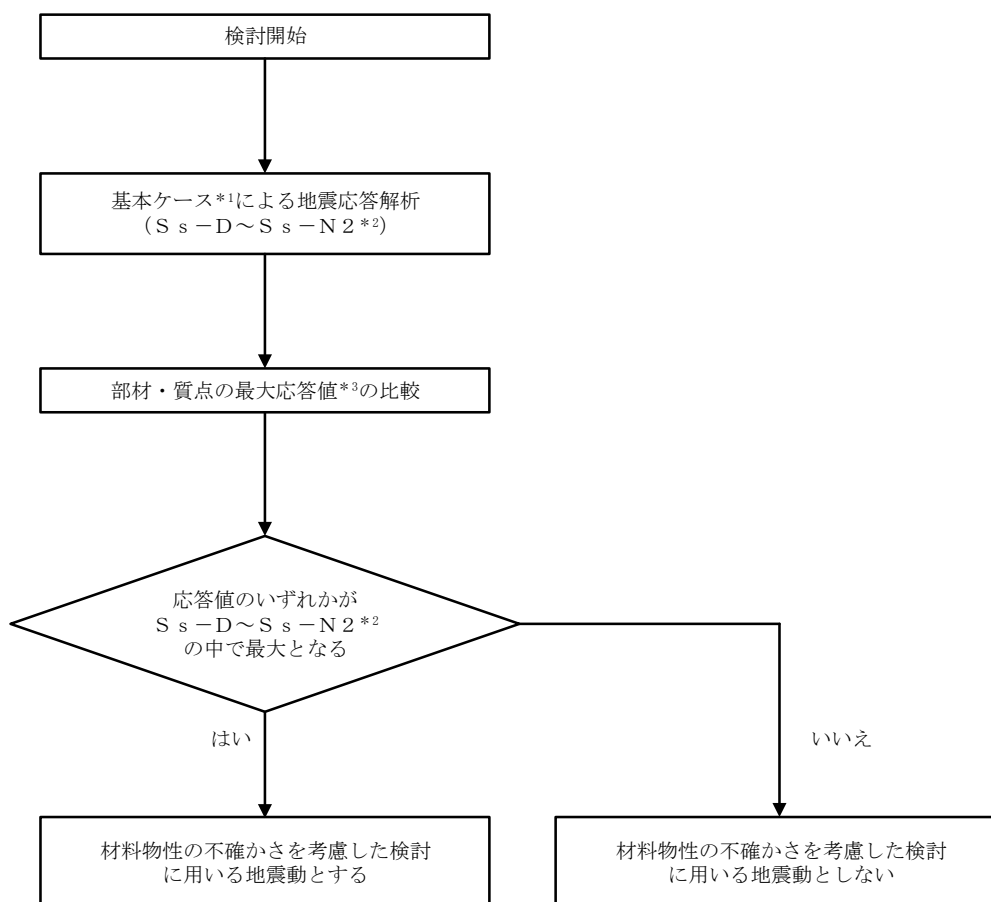 検討開始
基本ケース*1による地震応答解析
（Ｓｓ－Ｄ～Ｓｓ－Ｎ２*2）
部材・質点の最大応答値*3の比較
応答値のいずれかが
Ｓｓ－Ｄ～Ｓｓ－Ｎ２*2
の中で最大となる
はい
いいえ
材料物性の不確かさを考慮した検討
に用いる地震動とする
材料物性の不確かさを考慮した検討
に用いる地震動としない